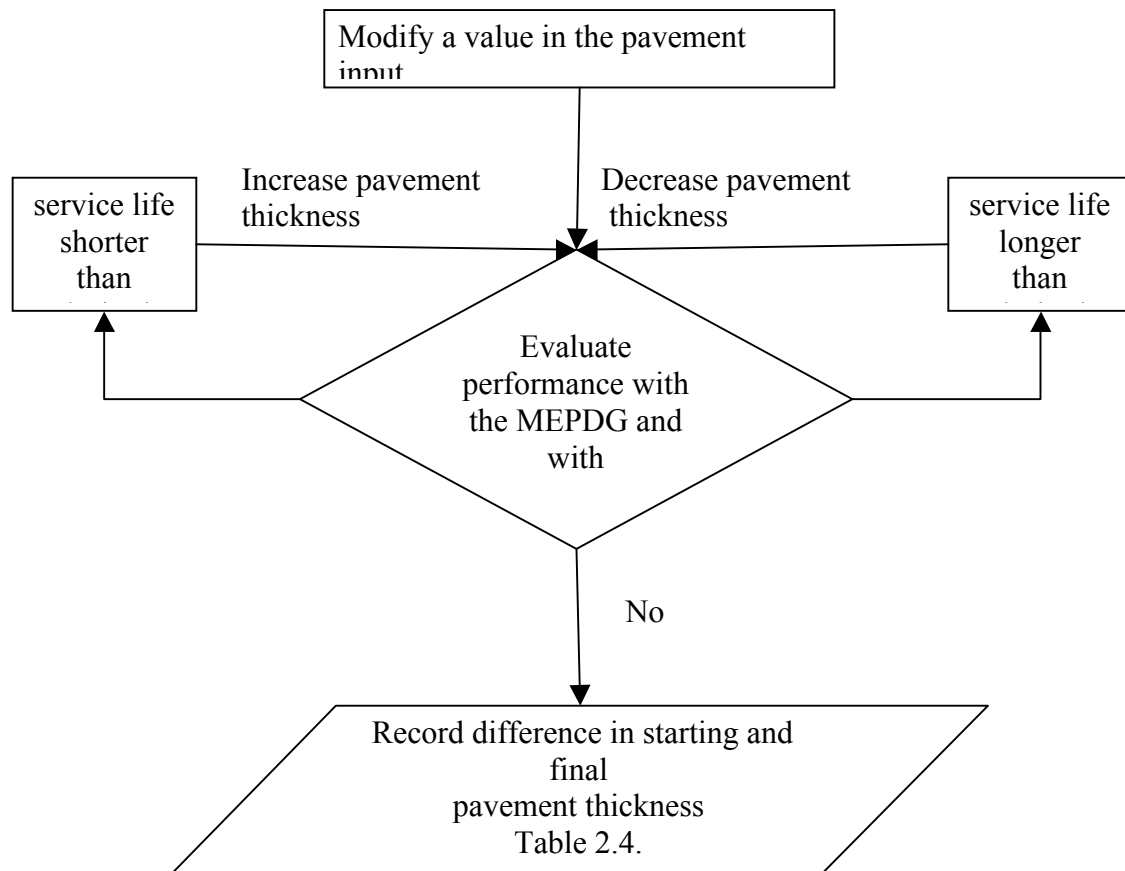 Modify a value in the pavement
input
Increase pavement
thickness
Decrease pavement
thickness
service life
shorter
than
service life
longer
than
Evaluate
performance with
the MEPDG and
with
No
Record difference in starting and
final
pavement thickness
Table 2.4.